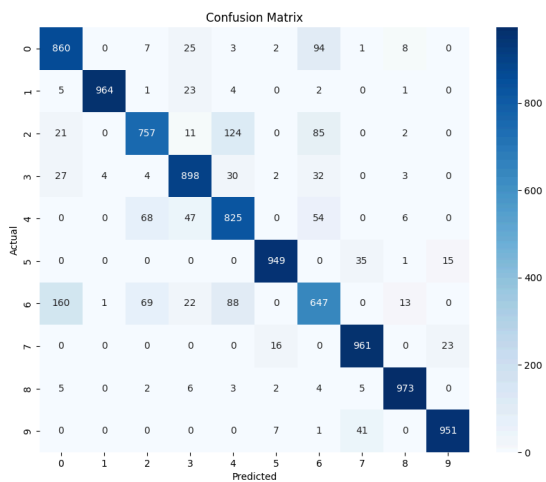 Confusion Matrix
0 860 0 7 25 3 2 94 1 8 0
1 5 964 1 23 4 0 2 0 1 0
2 21 0 757 11 124 0 85 0 2 0
3 27 4 4 898 30 2 32 0 3 0
4 0 0 68 47 825 0 54 0 6 0
5 0 0 0 0 0 949 0 35 1 15
6 160 1 69 22 88 0 647 0 13 0
7 0 0 0 0 0 16 0 961 0 23
8 5 0 2 6 3 2 4 5 973 0
9 0 0 0 0 0 7 1 41 0 951
0 1 2 3 4 5 6 7 8 9
Predicted
Actual
800
600
400
200
0